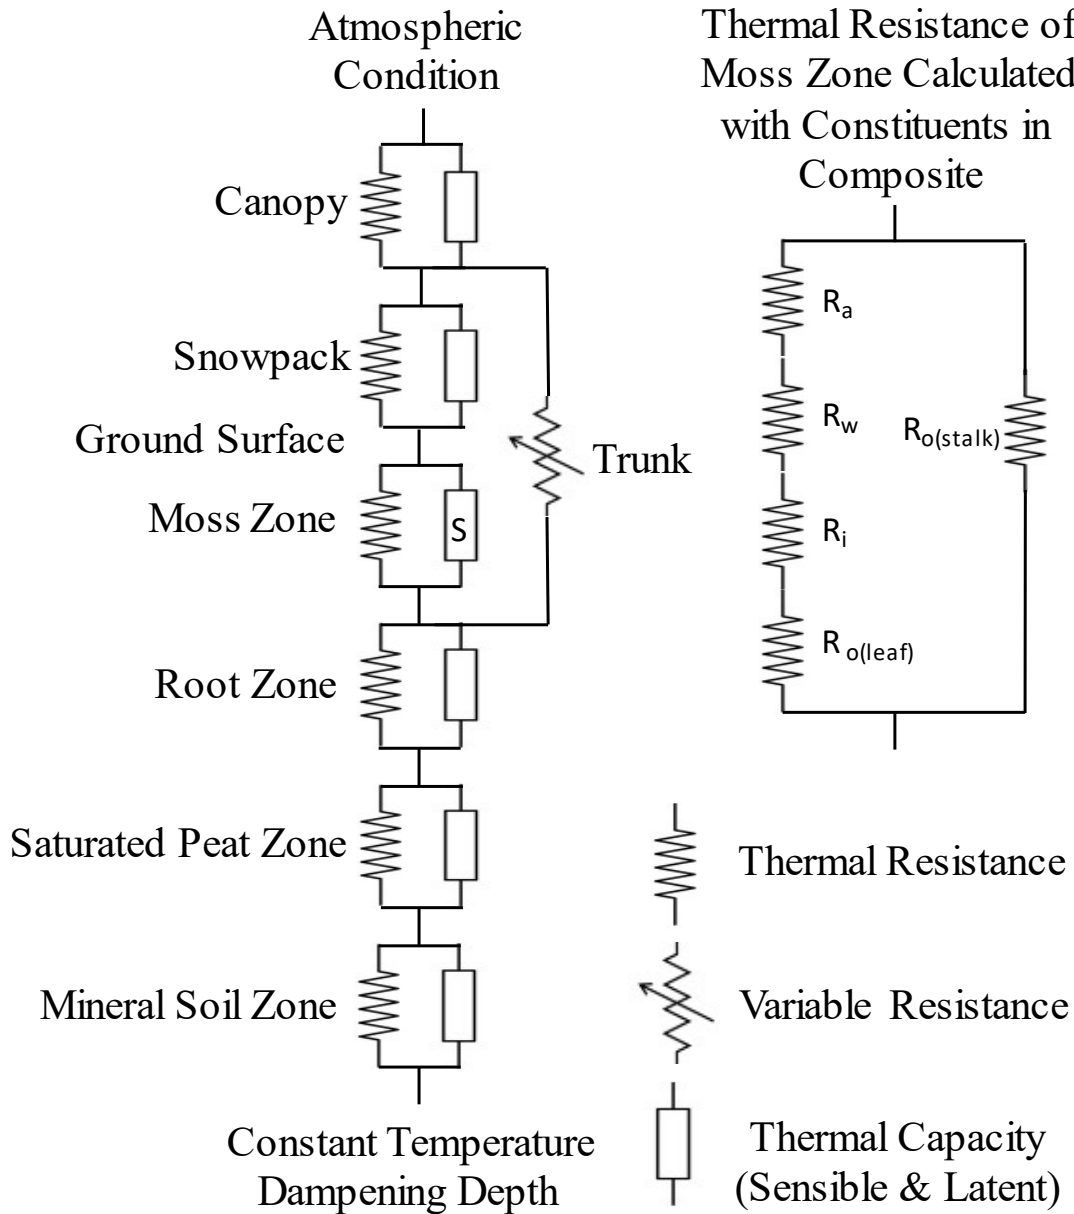 Atmospheric
Condition
Canopy
Snowpack
Ground Surface
Trunk
Moss Zone
S
Root Zone
Saturated Peat Zone
Mineral Soil Zone
Constant Temperature
Dampening Depth
Thermal Resistance of
Moss Zone Calculated
with Constituents in
Composite
Ra
Rw
Ro(stalk)
Ri
R o(leaf)
Thermal Resistance
Variable Resistance
Thermal Capacity
(Sensible & Latent)